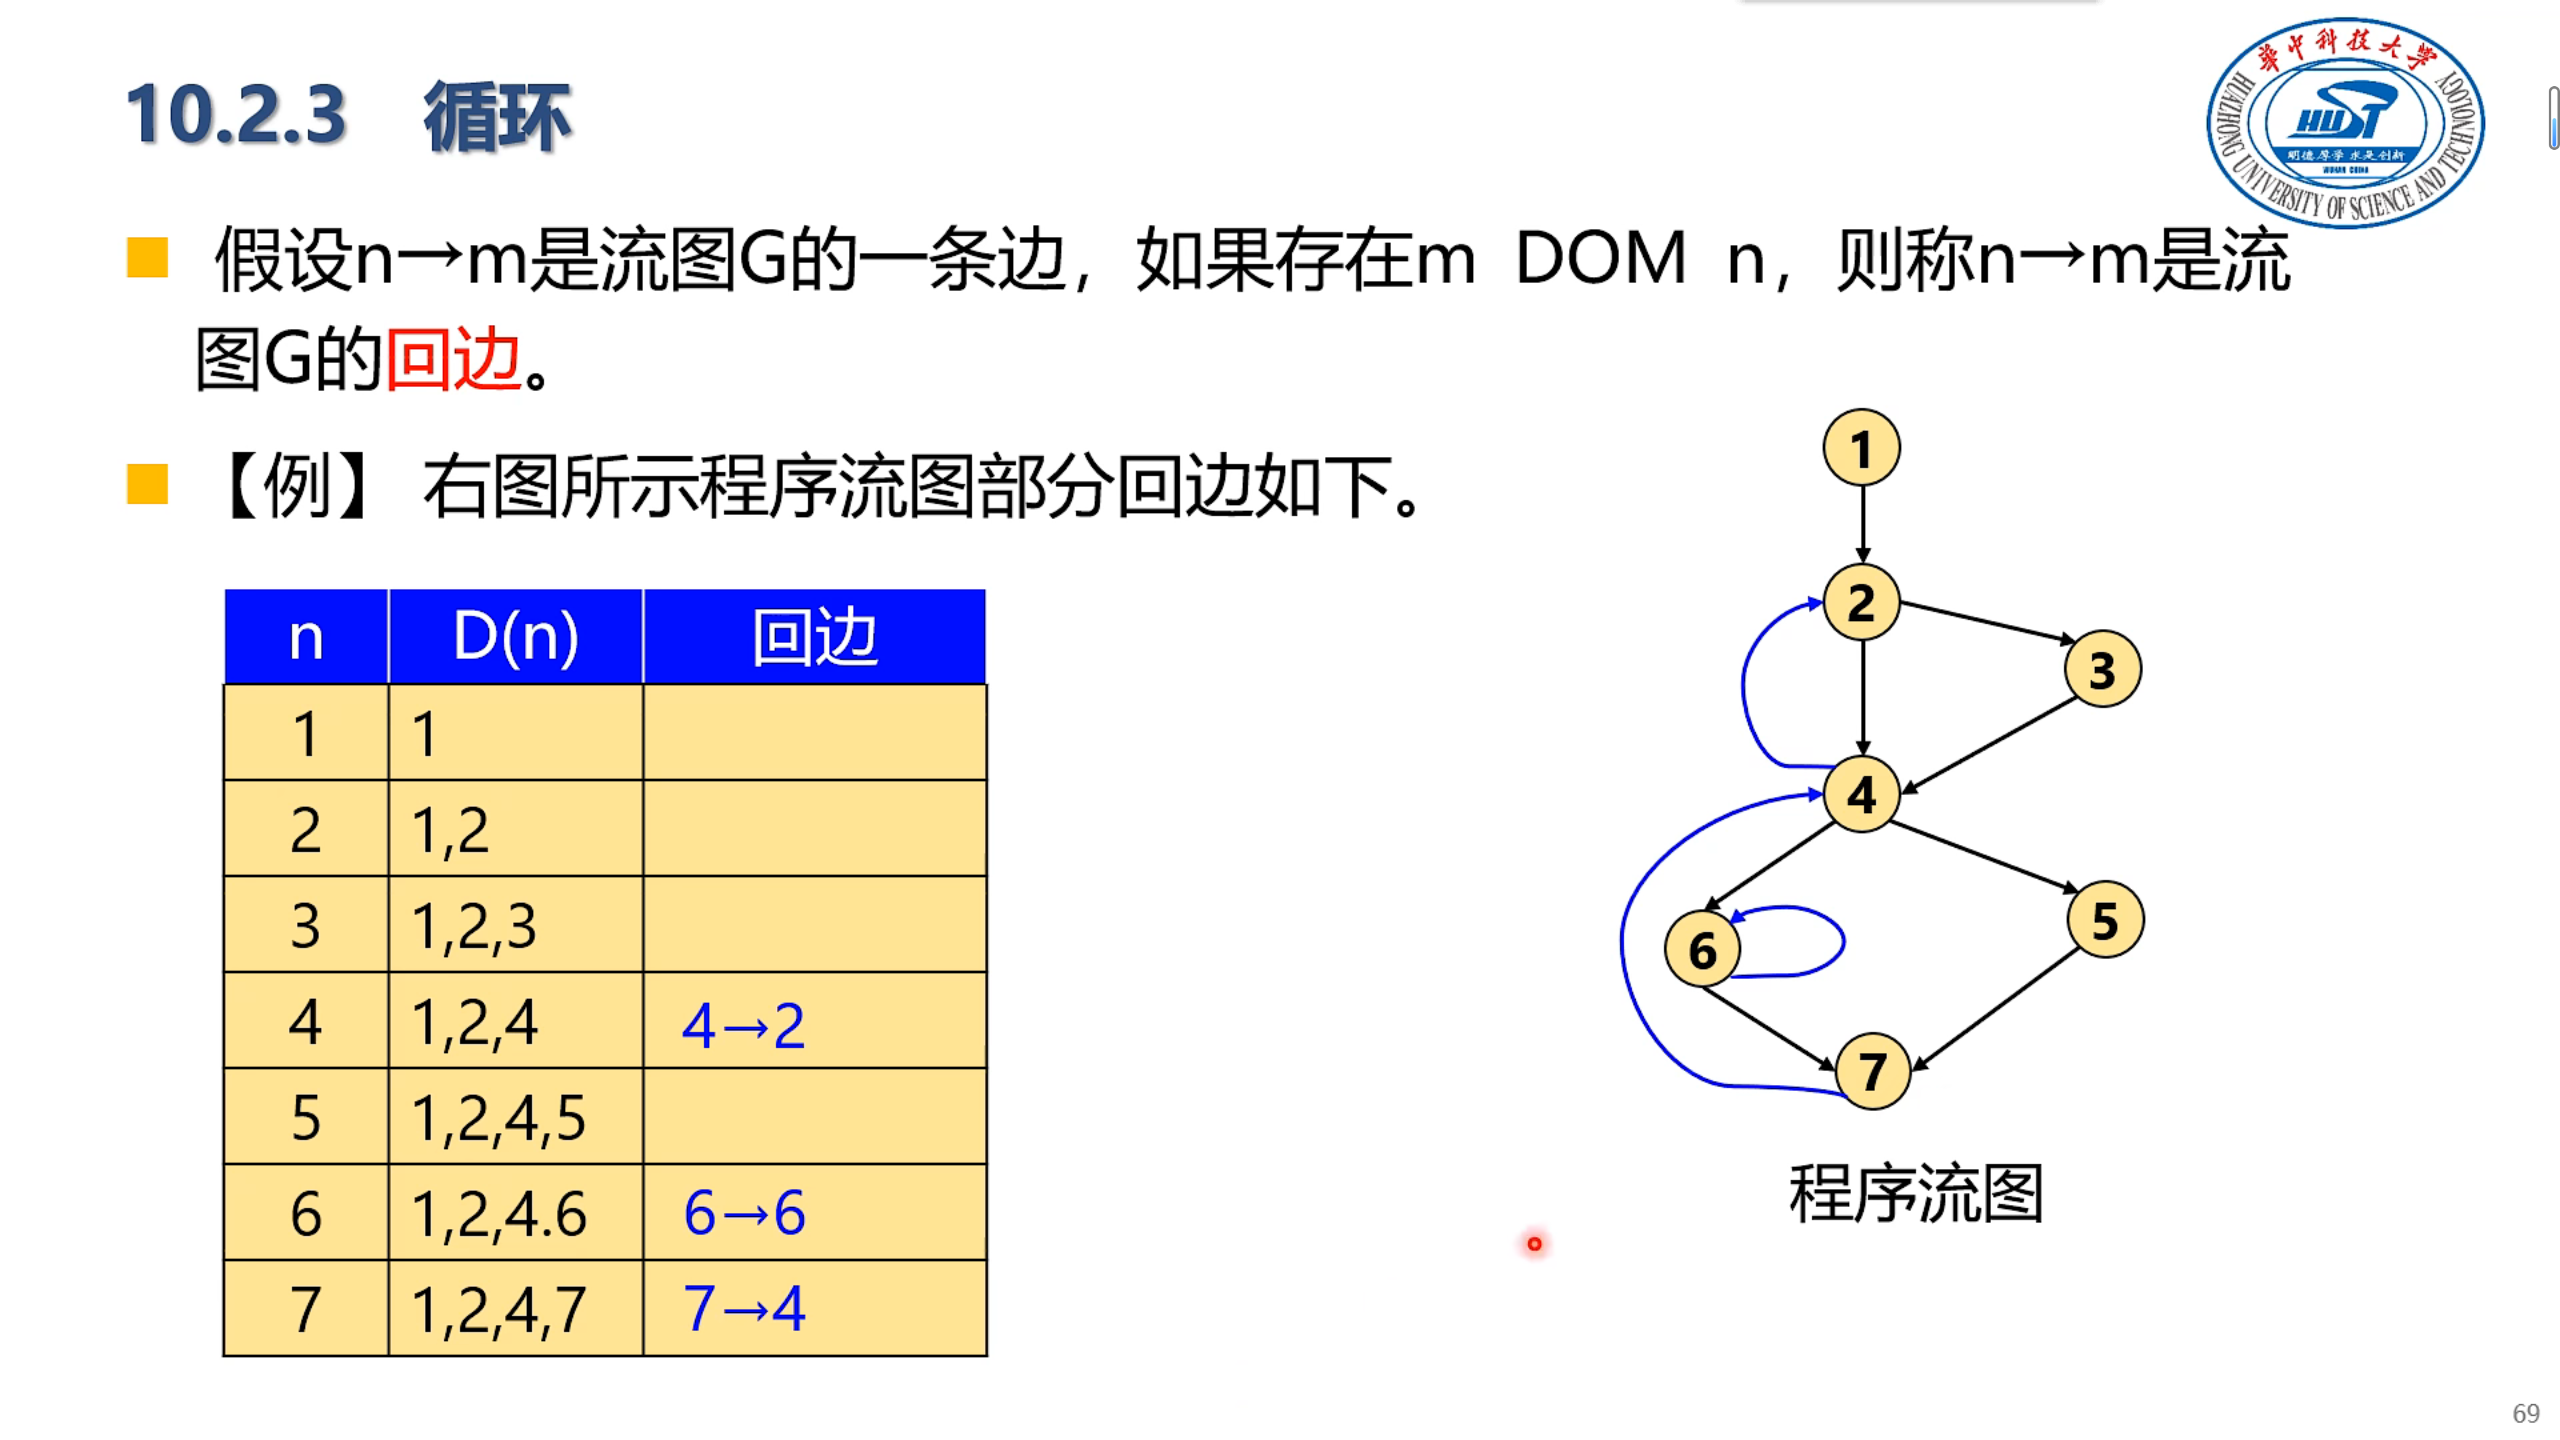 10.2.3 循环
华中科技大学
HUAZHONG UNIVERSITY OF SCIENCE AND TECHNOLOGY
HUST
明德厚学 求是创新
WUHAN CHINA
假设n→m是流图G的一条边，如果存在m DOM n，则称n→m是流
图G的回边。
【例】 右图所示程序流图部分回边如下。
n D(n) 回边
1 1
2 1,2
3 1,2,3
4 1,2,4 4→2
5 1,2,4,5
6 1,2,4.6 6→6
7 1,2,4,7 7→4
1
2
3
4
5
6
7
程序流图
69